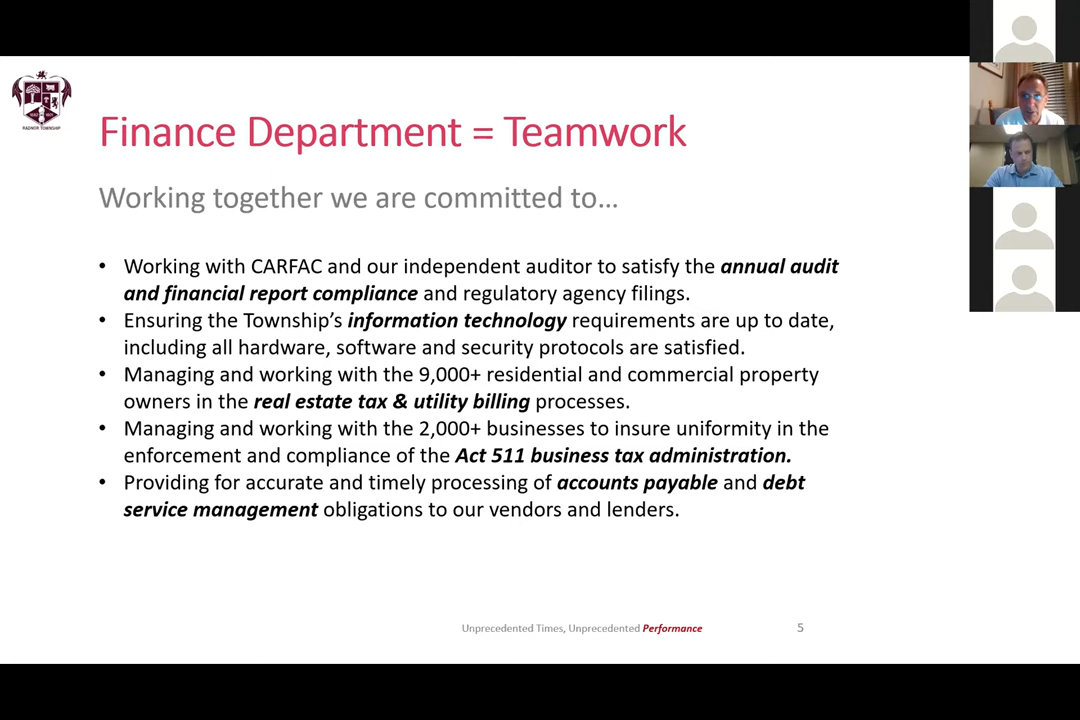 RADNOR TOWNSHIP
Finance Department = Teamwork
Working together we are committed to...
• Working with CARFAC and our independent auditor to satisfy the annual audit
and financial report compliance and regulatory agency filings.
• Ensuring the Township’s information technology requirements are up to date,
including all hardware, software and security protocols are satisfied.
• Managing and working with the 9,000+ residential and commercial property
owners in the real estate tax & utility billing processes.
• Managing and working with the 2,000+ businesses to insure uniformity in the
enforcement and compliance of the Act 511 business tax administration.
• Providing for accurate and timely processing of accounts payable and debt
service management obligations to our vendors and lenders.
Unprecedented Times, Unprecedented Performance
5